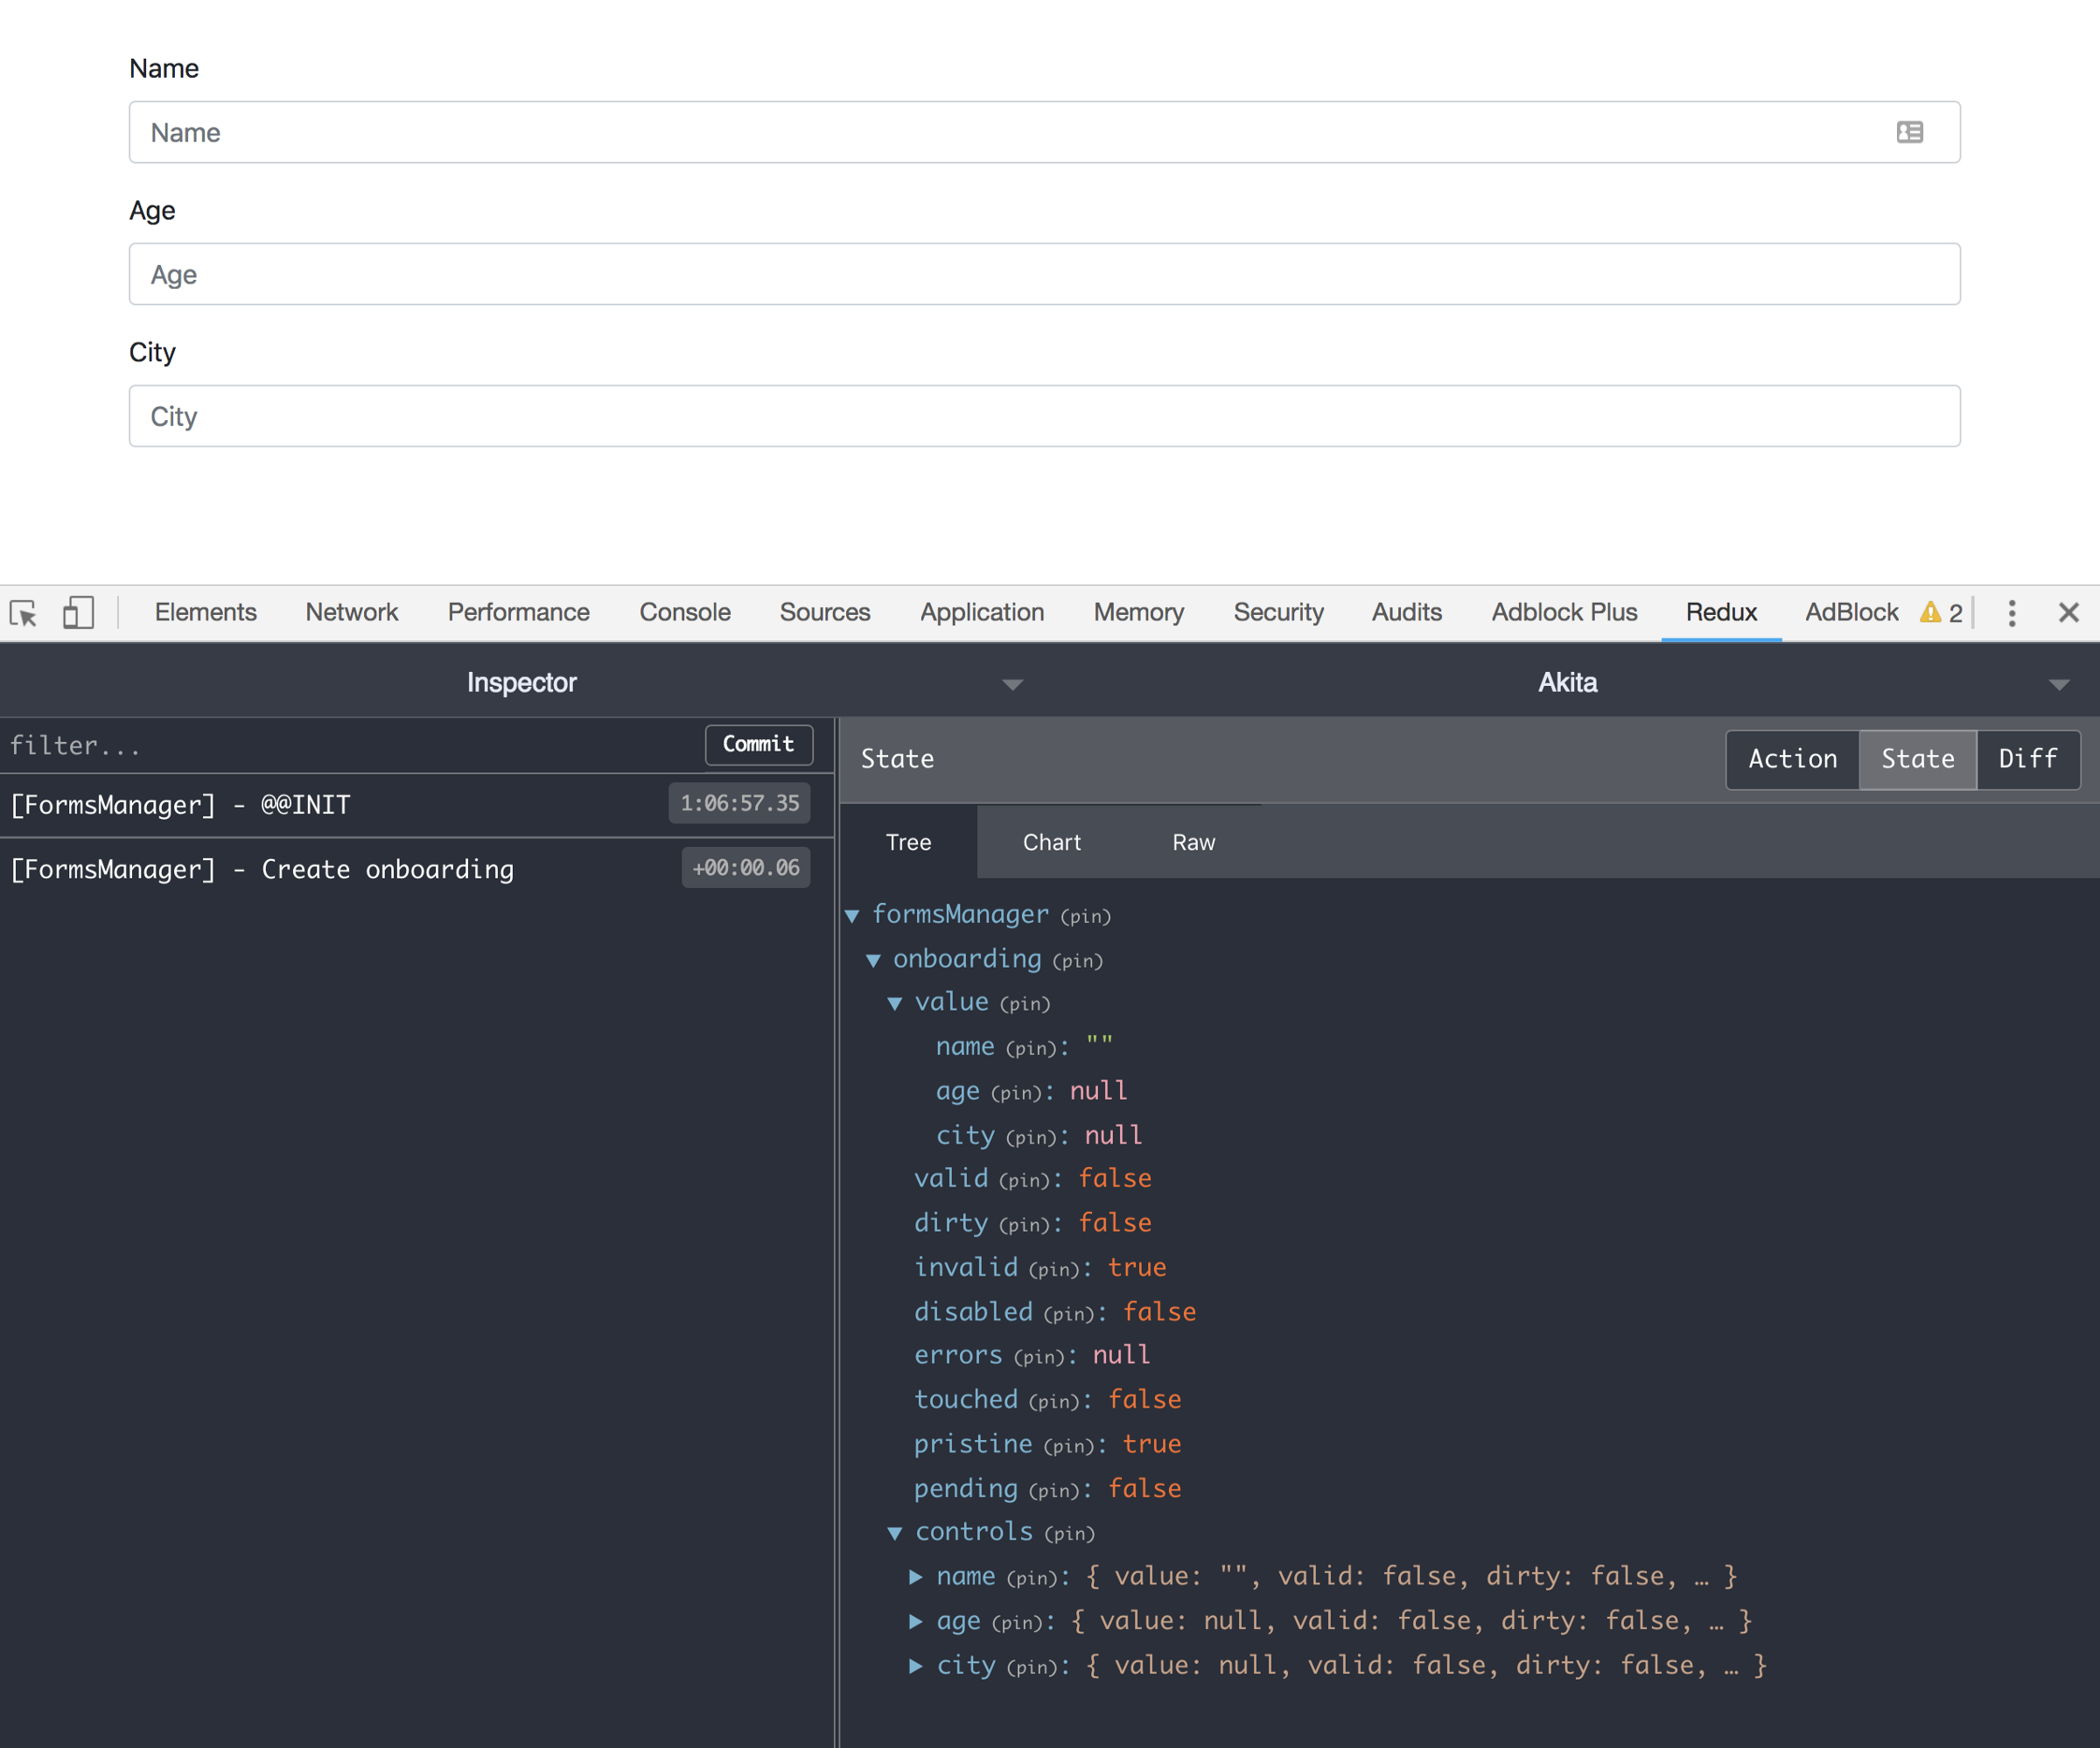 Name
Name
Age
Age
City
City
Elements Network Performance Console Sources Application Memory Security Audits Adblock Plus Redux AdBlock 2
Inspector Akita
filter... Commit
[FormsManager] - @@INIT 1:06:57.35
[FormsManager] - Create onboarding +00:00.06
State Action State Diff
Tree Chart Raw
formsManager (pin)
onboarding (pin)
value (pin)
name (pin): ""
age (pin): null
city (pin): null
valid (pin): false
dirty (pin): false
invalid (pin): true
disabled (pin): false
errors (pin): null
touched (pin): false
pristine (pin): true
pending (pin): false
controls (pin)
name (pin): { value: "", valid: false, dirty: false, … }
age (pin): { value: null, valid: false, dirty: false, … }
city (pin): { value: null, valid: false, dirty: false, … }